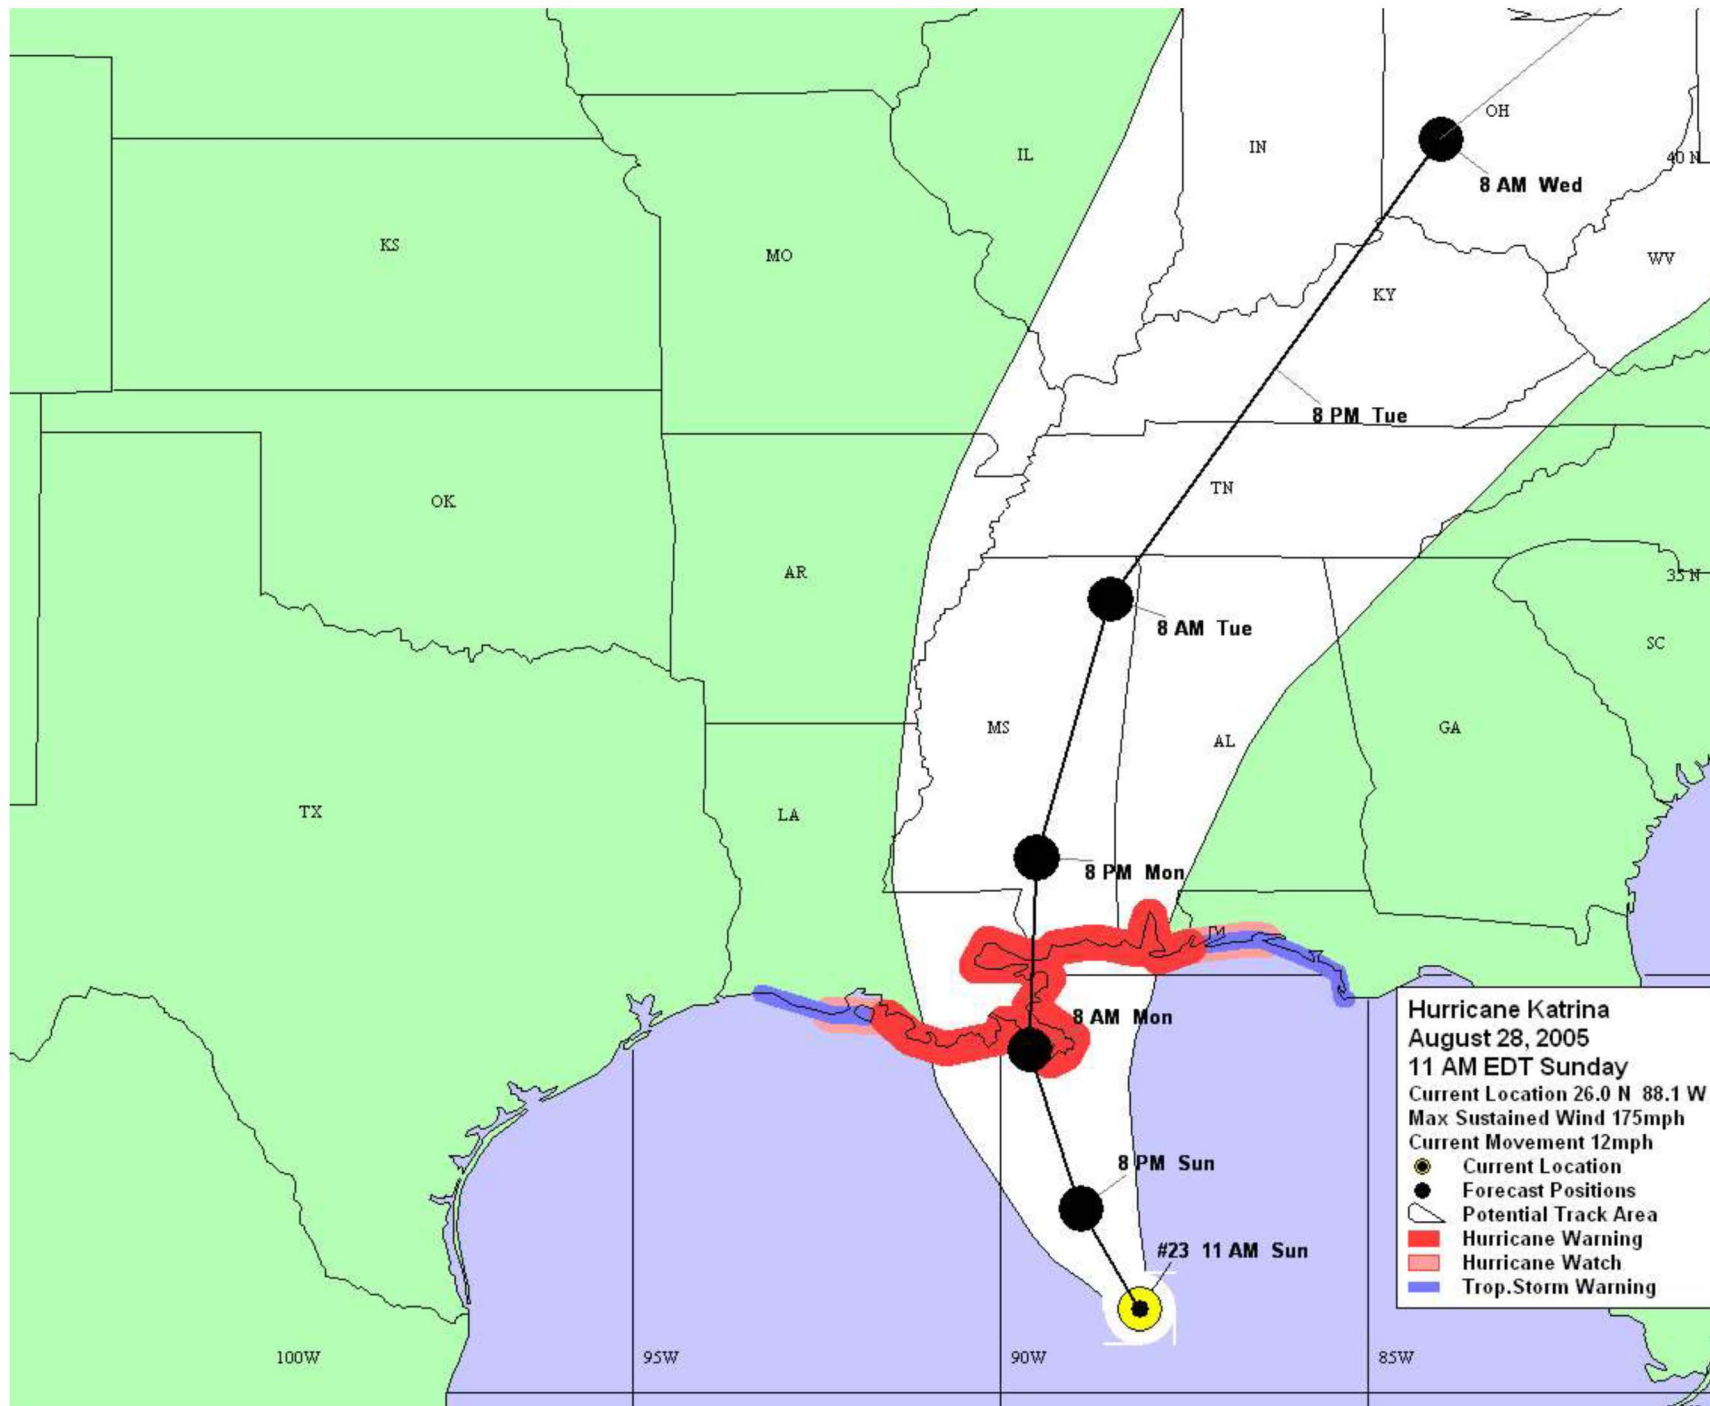 OH
IL
IN
40 N
8 AM Wed
KS
MO
WV
KY
8 PM Tue
OK
TN
AR
35 N
8 AM Tue
SC
MS
AL
GA
TX
LA
8 PM Mon
8 AM Mon
Hurricane Katrina
August 28, 2005
11 AM EDT Sunday
Current Location 26.0 N 88.1 W
Max Sustained Wind 175mph
Current Movement 12mph
Current Location
Forecast Positions
Potential Track Area
Hurricane Warning
Hurricane Watch
Trop.Storm Warning
8 PM Sun
#23 11 AM Sun
100W
95W
90W
85W